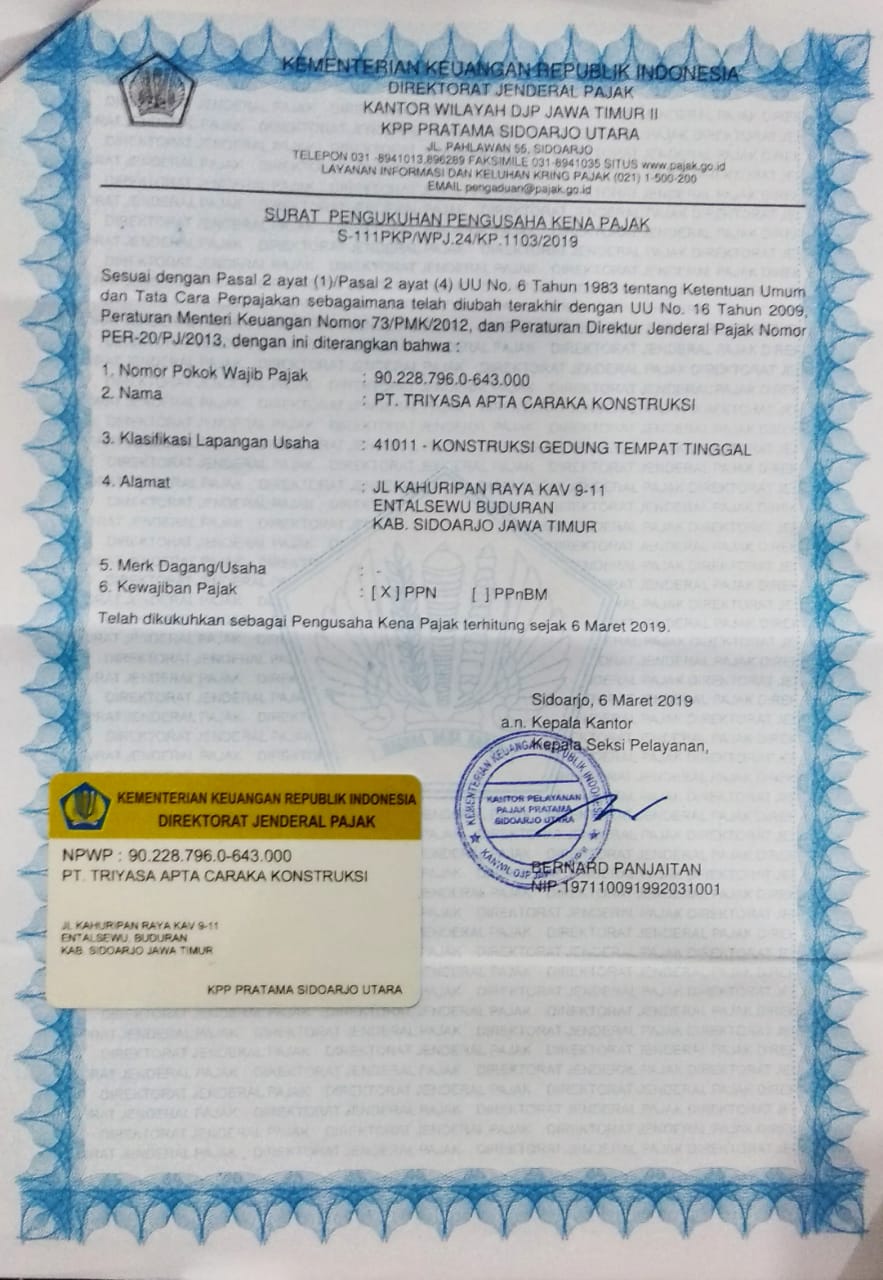 KEMENTERIAN KEUANGAN REPUBLIK INDONESIA
DIREKTORAT JENDERAL PAJAK
KANTOR WILAYAH DJP JAWA TIMUR II
KPP PRATAMA SIDOARJO UTARA
JL. PAHLAWAN 55, SIDOARJO
TELEPON 031 -8941013,896289 FAKSIMILE 031-8941035 SITUS www.pajak.go.id
LAYANAN INFORMASI DAN KELUHAN KRING PAJAK (021) 1-500-200
EMAIL pengaduan@pajak.go.id
SURAT PENGUKUHAN PENGUSAHA KENA PAJAK
S-111PKP/WPJ.24/KP.1103/2019
Sesuai dengan Pasal 2 ayat (1)/Pasal 2 ayat (4) UU No. 6 Tahun 1983 tentang Ketentuan Umum
dan Tata Cara Perpajakan sebagaimana telah diubah terakhir dengan UU No. 16 Tahun 2009,
Peraturan Menteri Keuangan Nomor 73/PMK/2012, dan Peraturan Direktur Jenderal Pajak Nomor
PER-20/PJ/2013, dengan ini diterangkan bahwa :
1. Nomor Pokok Wajib Pajak : 90.228.796.0-643.000
2. Nama : PT. TRIYASA APTA CARAKA KONSTRUKSI
3. Klasifikasi Lapangan Usaha : 41011 - KONSTRUKSI GEDUNG TEMPAT TINGGAL
4. Alamat : JL KAHURIPAN RAYA KAV 9-11
ENTALSEWU BUDURAN
KAB. SIDOARJO JAWA TIMUR
5. Merk Dagang/Usaha : -
6. Kewajiban Pajak : [ X ] PPN [ ] PPnBM
Telah dikukuhkan sebagai Pengusaha Kena Pajak terhitung sejak 6 Maret 2019.
Sidoarjo, 6 Maret 2019
a.n. Kepala Kantor
Kepala Seksi Pelayanan,
KEMENTERIAN KEUANGAN REPUBLIK INDONESIA
KANTOR PELAYANAN
PAJAK PRATAMA
SIDOARJO UTARA
KANWIL DJP
BERNARD PANJAITAN
NIP.197110091992031001
KEMENTERIAN KEUANGAN REPUBLIK INDONESIA
DIREKTORAT JENDERAL PAJAK
NPWP : 90.228.796.0-643.000
PT. TRIYASA APTA CARAKA KONSTRUKSI
JL KAHURIPAN RAYA KAV 9-11
ENTALSEWU BUDURAN
KAB. SIDOARJO JAWA TIMUR
KPP PRATAMA SIDOARJO UTARA